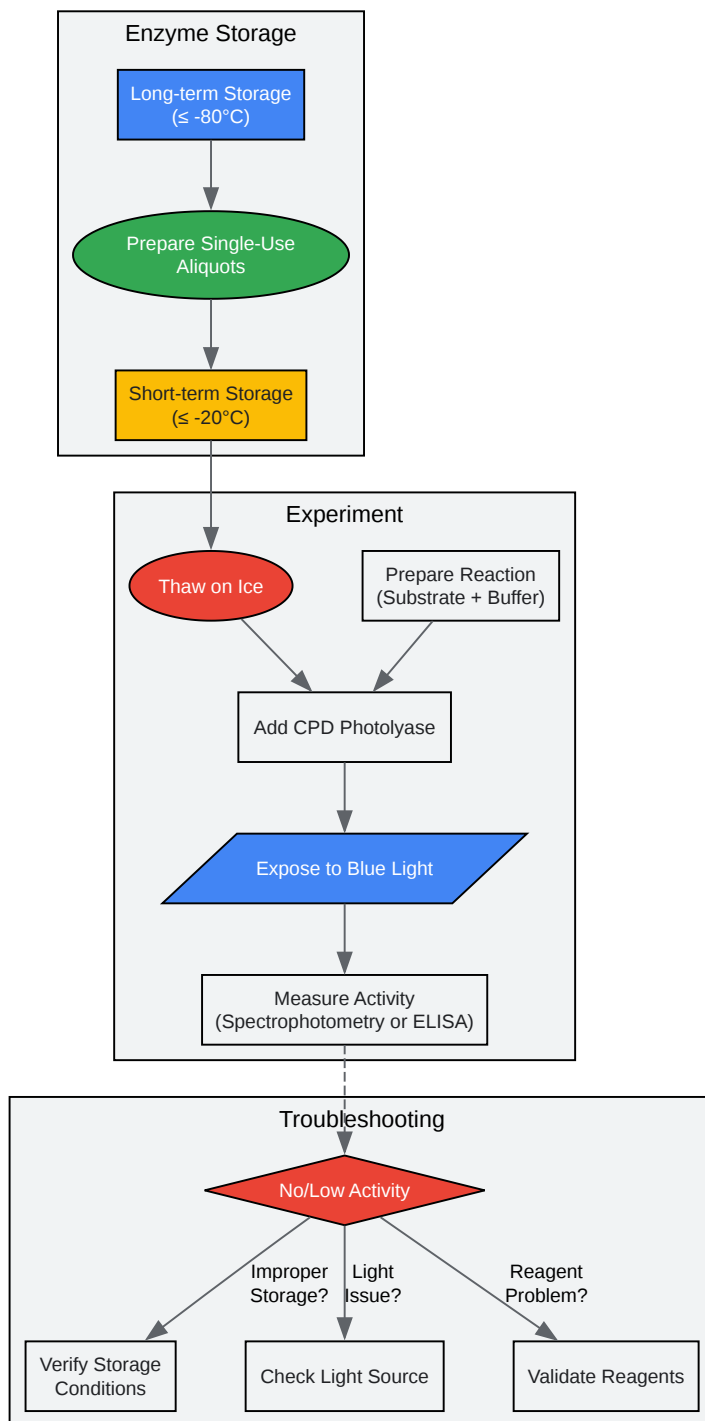 Enzyme Storage
Long-term Storage
(≤ -80°C)
Prepare Single-Use
Aliquots
Short-term Storage
(≤ -20°C)
Experiment
Thaw on Ice
Prepare Reaction
(Substrate + Buffer)
Add CPD Photolyase
Expose to Blue Light
Measure Activity
(Spectrophotometry or ELISA)
Troubleshooting
No/Low Activity
Improper
Storage?
Light
Issue?
Reagent
Problem?
Verify Storage
Conditions
Check Light Source
Validate Reagents